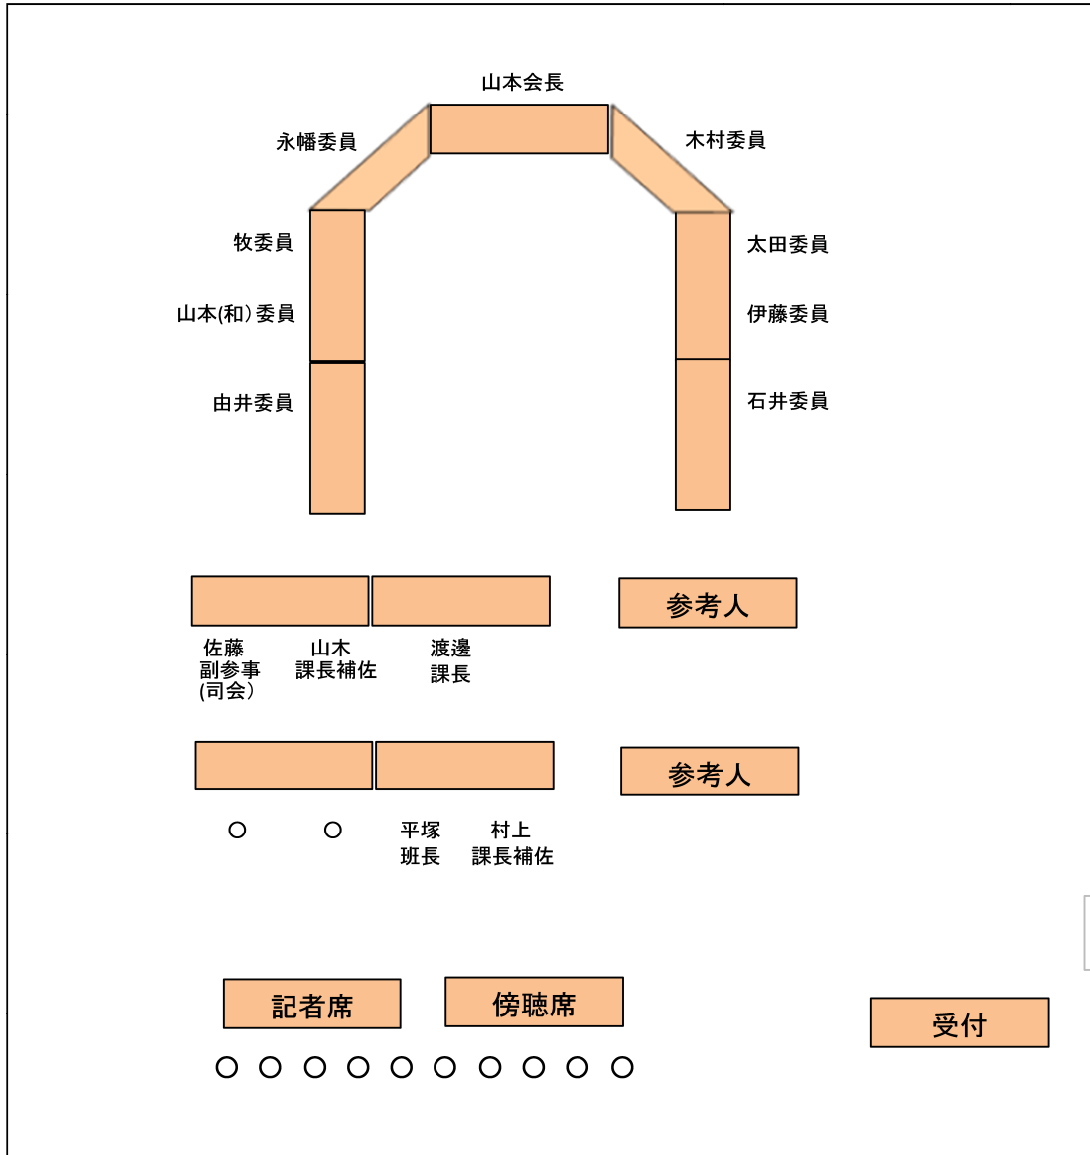 山本会長
永幡委員
木村委員
牧委員
太田委員
山本(和）委員
伊藤委員
由井委員
石井委員
参考人
佐藤
副参事
(司会）
山木
課長補佐
渡邊
課長
参考人
○
○
平塚
班長
村上
課長補佐
記者席
傍聴席
受付
○ ○ ○ ○ ○ ○ ○ ○ ○ ○